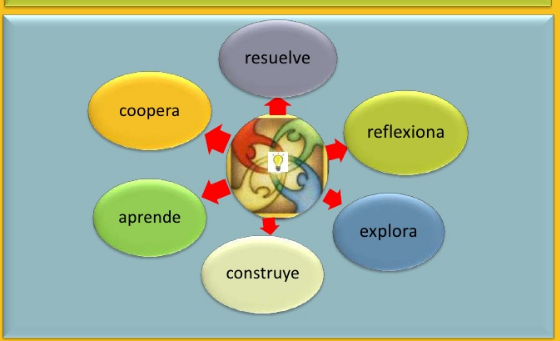 resuelve
coopera
reflexiona
aprende
explora
construye